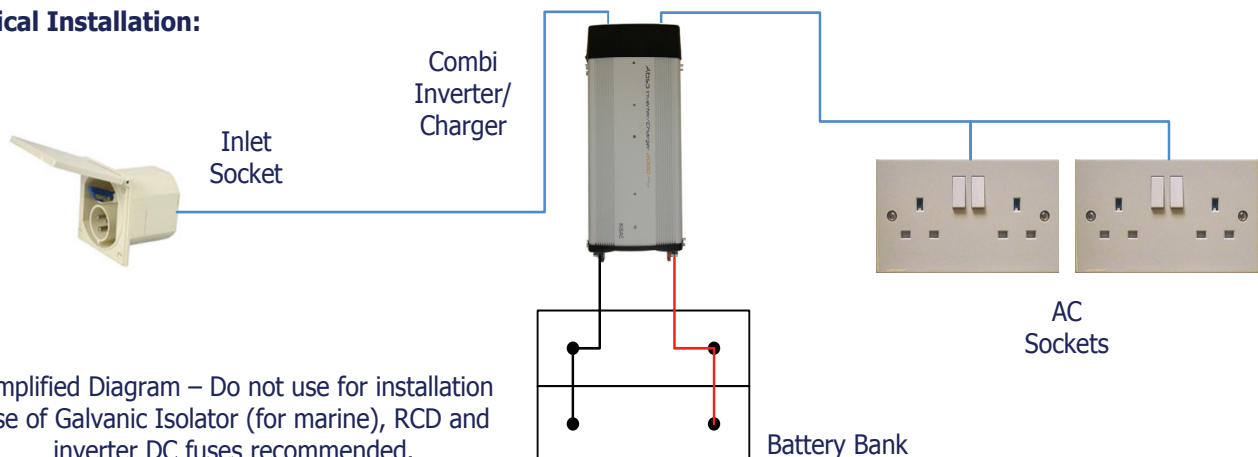 ical Installation:
Combi
Inverter/
Charger
Inlet
Socket
AC
Sockets
mplified Diagram – Do not use for installation
se of Galvanic Isolator (for marine), RCD and
inverter DC fuses recommended.
Battery Bank